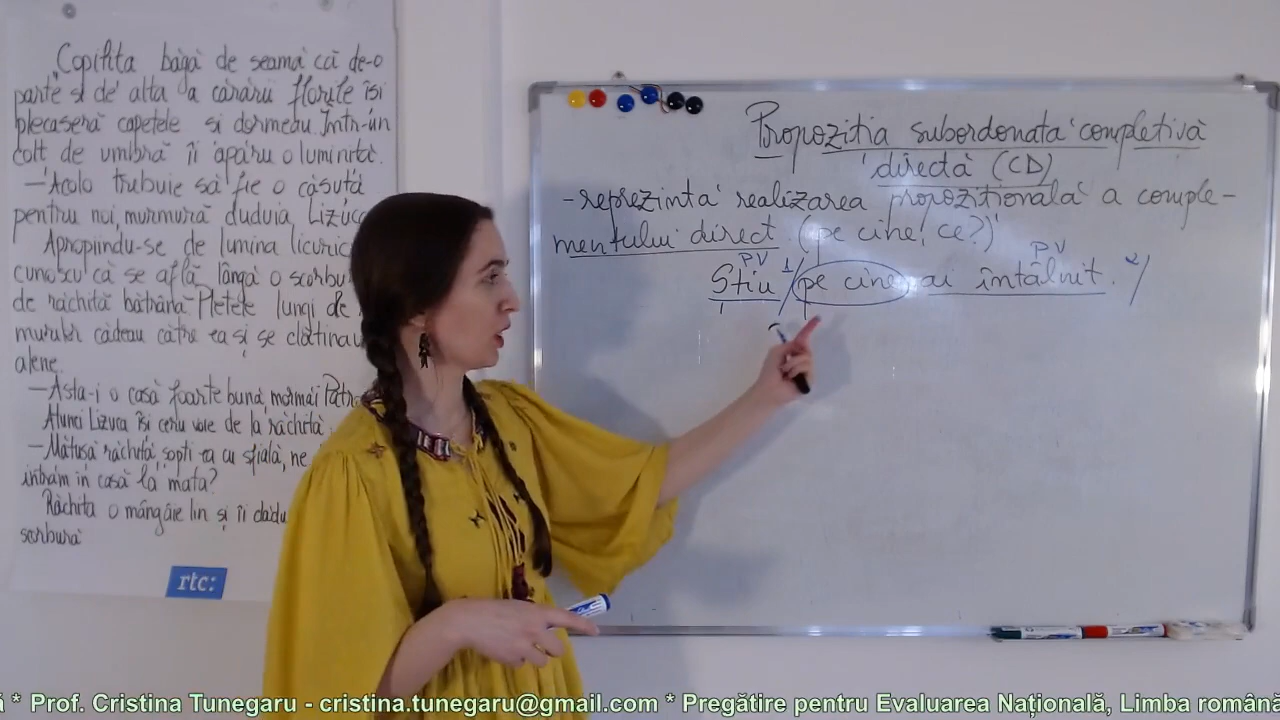 Copilița băgă de seamă că de-o
parte și de alta a cărării florile își
plecaseră capetele și dormeau. Într-un
colț de umbră îi apăru o luminiță.
— Acolo trebuie să fie o căsuță
pentru noi, murmură duduia Lizuca
Apropiindu-se de lumina licuric
cunoscu că se află lângă o scorbu
de răchită bătrână. Pletele lungi de
murului cădeau către ea și se clătinau
alene.
— Asta-i o casă foarte bună, mormăi Patro
Atunci Lizuca își ceru voie de la răchită
— Mătușă răchită, șopti ea cu sfială, ne
intrăm în casă la mata?
Răchita o mângâie lin și îi dădu
scorbură
rtc:
Propoziția subordonată completivă
directă (CD)
- reprezintă realizarea propozițională a comple-
mentului direct. (pe cine, ce?)
PV PV
Știu 1/ pe cine ai întâlnit. 2/
ă * Prof. Cristina Tunegaru - cristina.tunegaru@gmail.com * Pregătire pentru Evaluarea Națională, Limba română